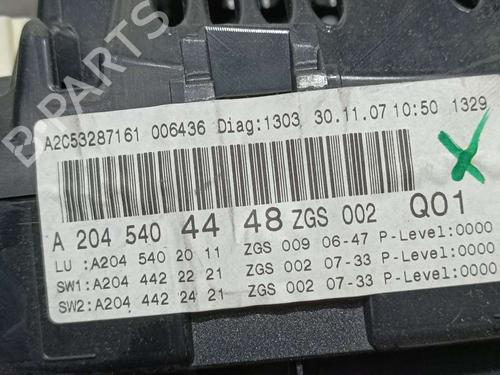 B-PARTS
A2C53287161 006436 Diag:1303 30.11.07 10:50 1329
A 204 540 44 48 ZGS 002 Q01
LU :A204 540 20 11 ZGS 009 06-47 P-Level:0000
SW1:A204 442 22 21 ZGS 002 07-33 P-Level:0000
SW2:A204 442 24 21 ZGS 002 07-33 P-Level:0000